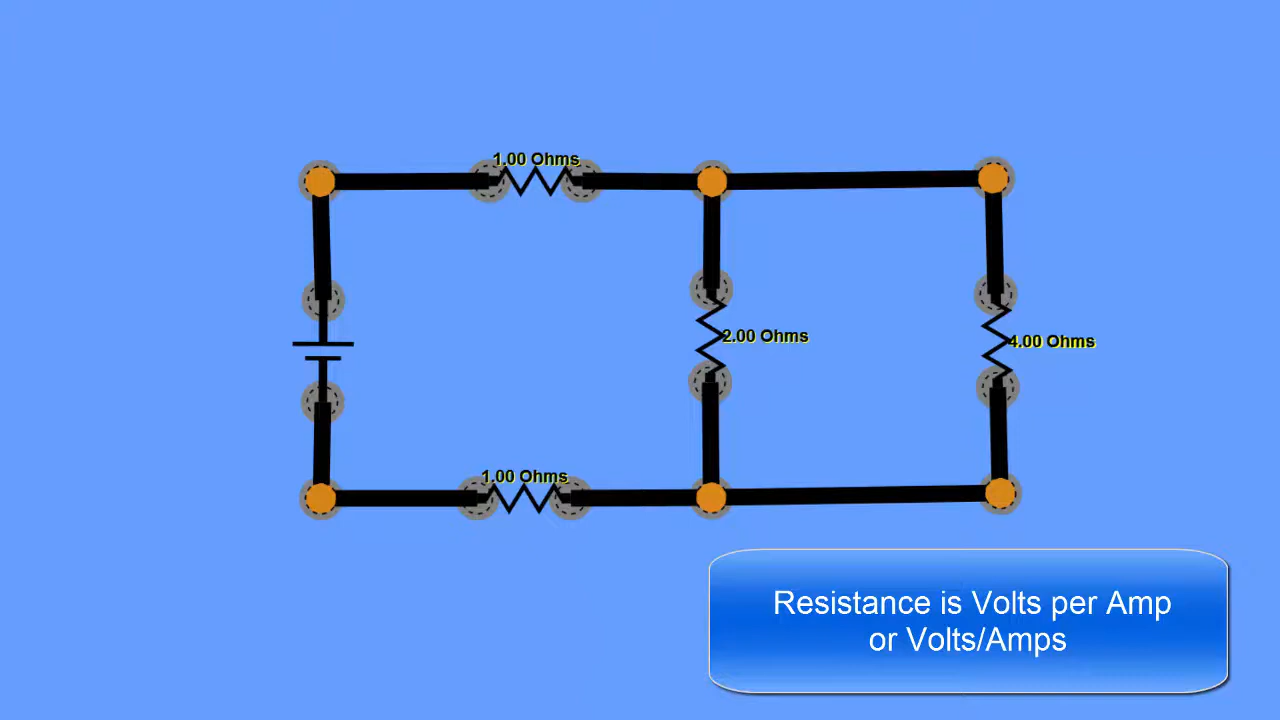 1.00 Ohms
2.00 Ohms
4.00 Ohms
1.00 Ohms
Resistance is Volts per Amp
or Volts/Amps